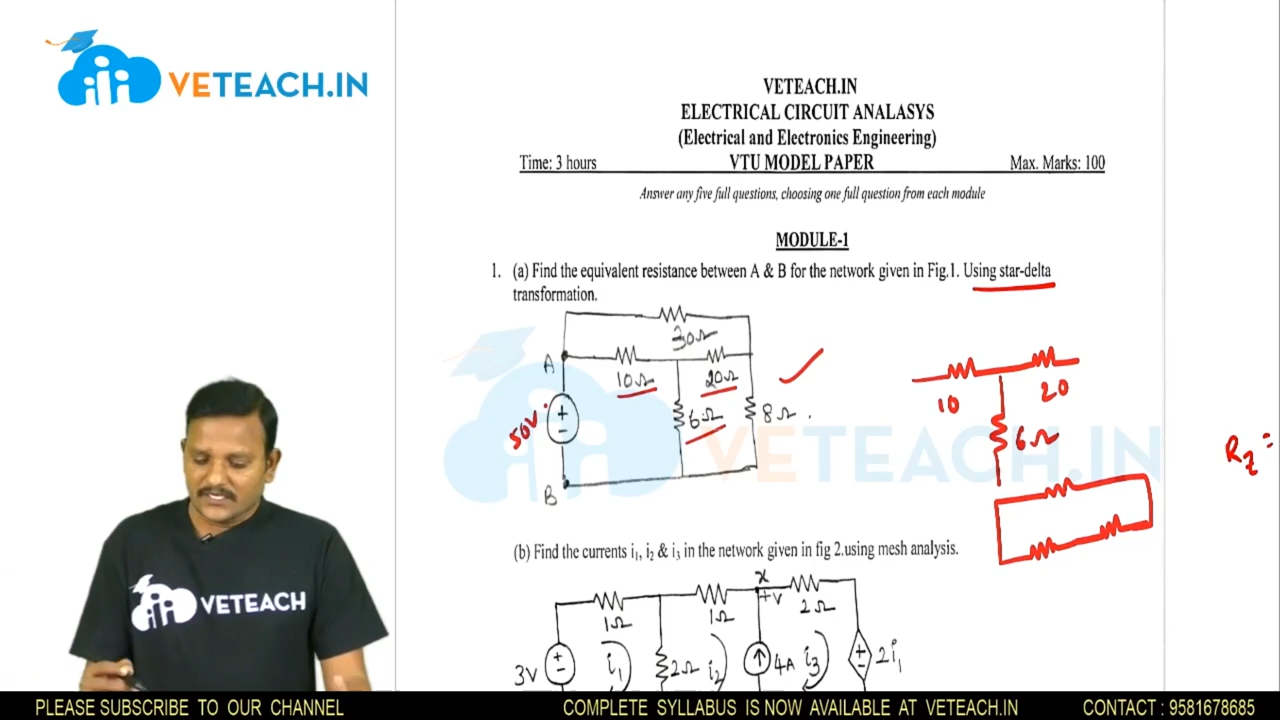 VETEACH.IN
VETEACH.IN
ELECTRICAL CIRCUIT ANALASYS
(Electrical and Electronics Engineering)
Time: 3 hours VTU MODEL PAPER Max. Marks: 100
Answer any five full questions, choosing one full question from each module
MODULE-1
1. (a) Find the equivalent resistance between A & B for the network given in Fig.1. Using star-delta
transformation.
30Ω
A
10Ω 20Ω
50V + - 6Ω 8Ω
B
10 20
6Ω
R₂ =
VETEACH.IN
(b) Find the currents i₁, i₂ & i₃ in the network given in fig 2.using mesh analysis.
x
+V
1Ω 1Ω 2Ω
3V + - i₁ 2Ω i₂ 4A i₃ + - 2i₁
VETEACH
PLEASE SUBSCRIBE TO OUR CHANNEL COMPLETE SYLLABUS IS NOW AVAILABLE AT VETEACH.IN CONTACT : 9581678685